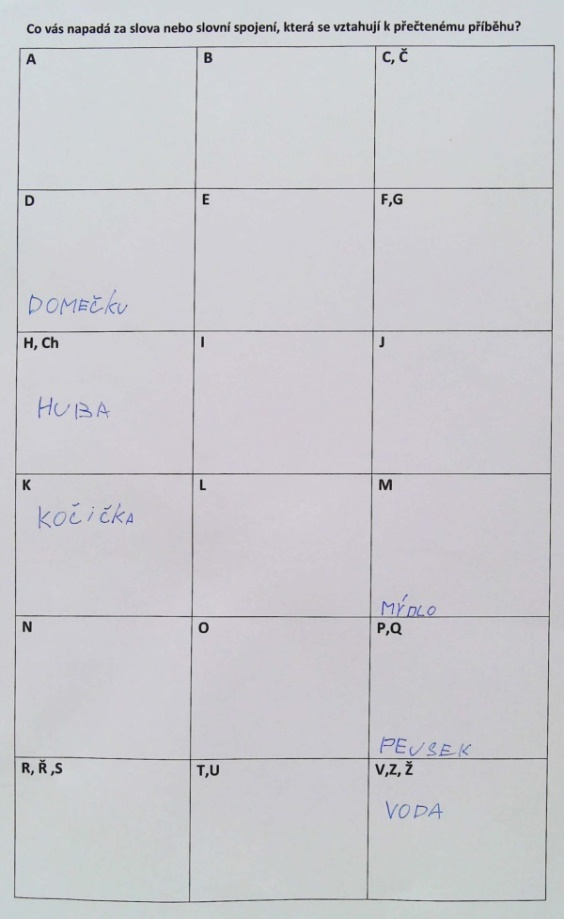 Co vás napadá za slova nebo slovní spojení, která se vztahují k přečtenému příběhu?
A B C, Č
D E F,G
DOMEČKU
H, Ch I J
HUBA
K L M
KOČIČKA
MÝDLO
N O P,Q
PEJSEK
R, Ř ,S T,U V,Z, Ž
VODA